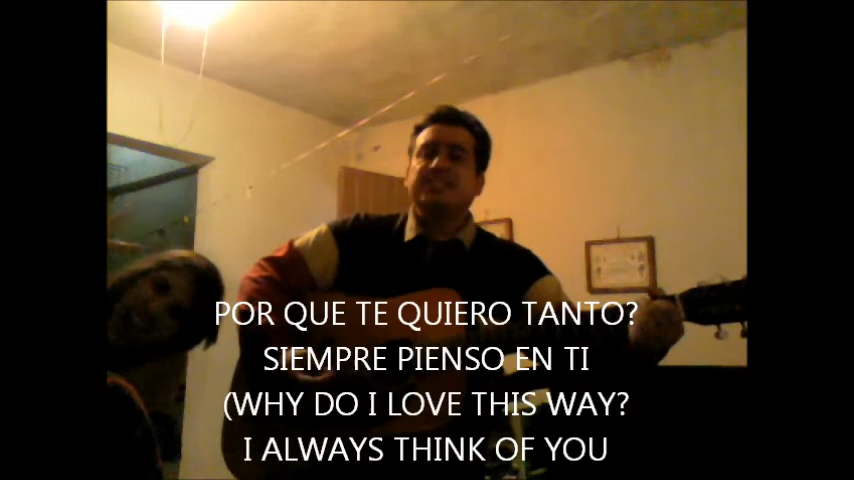 POR QUE TE QUIERO TANTO?
SIEMPRE PIENSO EN TI
(WHY DO I LOVE THIS WAY?
I ALWAYS THINK OF YOU